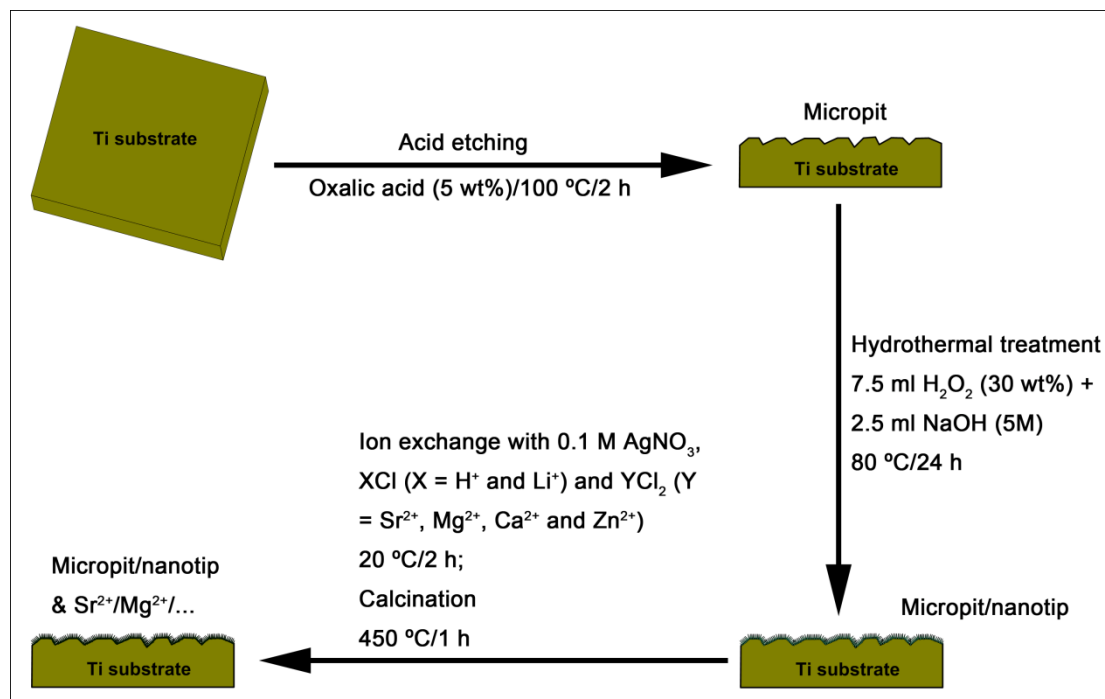 Ti substrate
Acid etching
Oxalic acid (5 wt%)/100 ºC/2 h
Micropit
Ti substrate
Hydrothermal treatment
7.5 ml H₂O₂ (30 wt%) +
2.5 ml NaOH (5M)
80 ºC/24 h
Micropit/nanotip
Ti substrate
Ion exchange with 0.1 M AgNO₃,
XCl (X = H⁺ and Li⁺) and YCl₂ (Y
= Sr²⁺, Mg²⁺, Ca²⁺ and Zn²⁺)
20 ºC/2 h;
Calcination
450 ºC/1 h
Micropit/nanotip
& Sr²⁺/Mg²⁺/...
Ti substrate